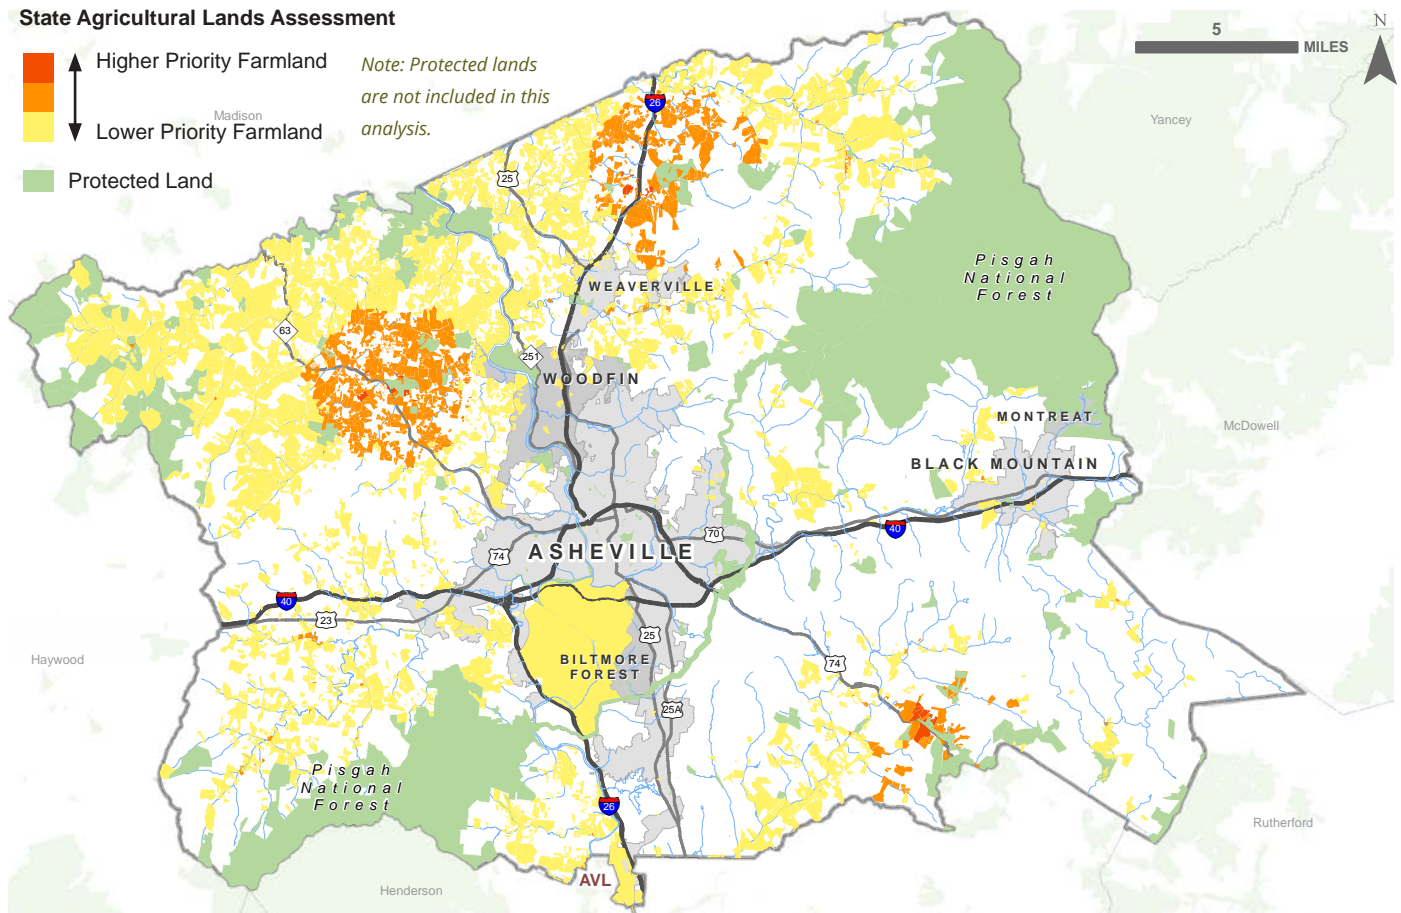 State Agricultural Lands Assessment
Higher Priority Farmland
Lower Priority Farmland
Protected Land
Note: Protected lands
are not included in this
analysis.
5
MILES
N
Madison
Yancey
26
25
Pisgah
National
Forest
WEAVERVILLE
63
251
WOODFIN
MONTREAT
McDowell
BLACK MOUNTAIN
40
70
74
ASHEVILLE
40
23
25
Haywood
BILTMORE
FOREST
74
25A
Pisgah
National
Forest
26
Rutherford
AVL
Henderson